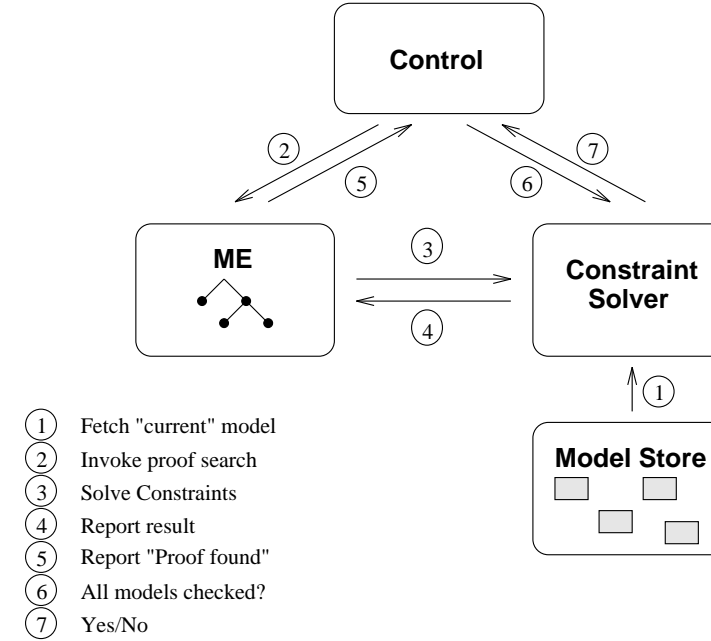 Control
2
7
5
6
ME
3
Constraint
Solver
4
1
Model Store
1 Fetch "current" model
2 Invoke proof search
3 Solve Constraints
4 Report result
5 Report "Proof found"
6 All models checked?
7 Yes/No